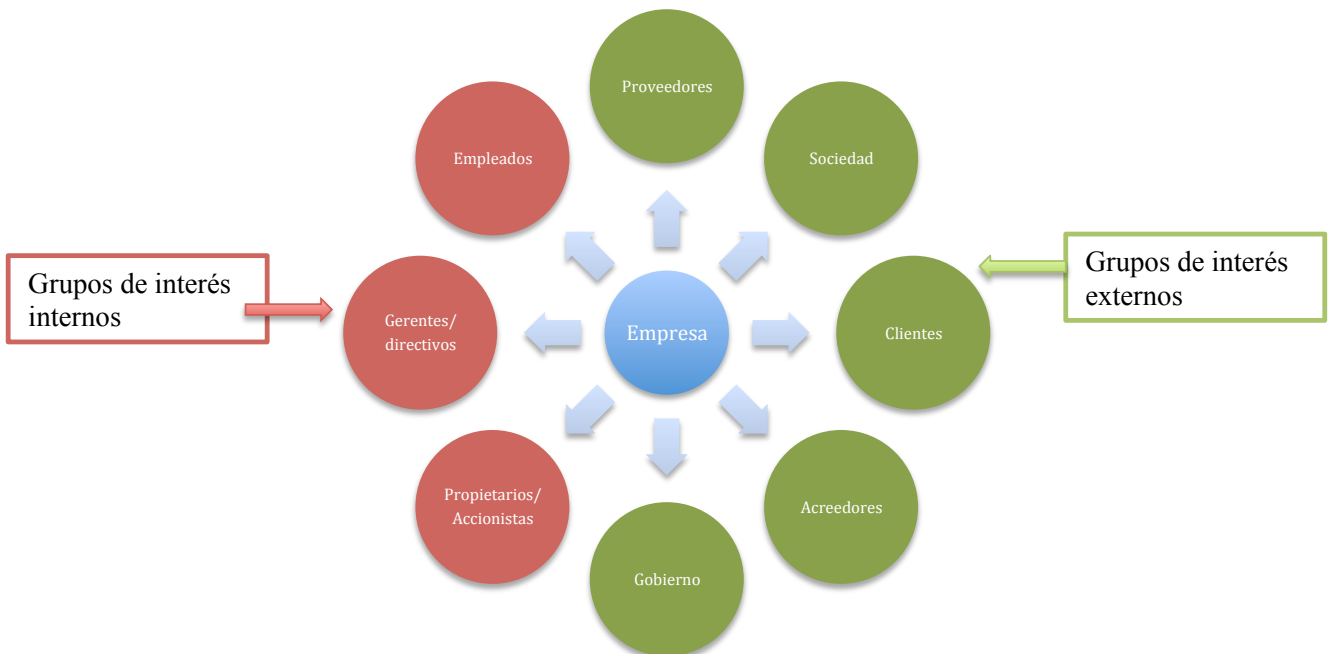 Proveedores
Empleados
Sociedad
Grupos de interés
internos
Gerentes/
directivos
Empresa
Clientes
Grupos de interés
externos
Propietarios/
Accionistas
Acreedores
Gobierno